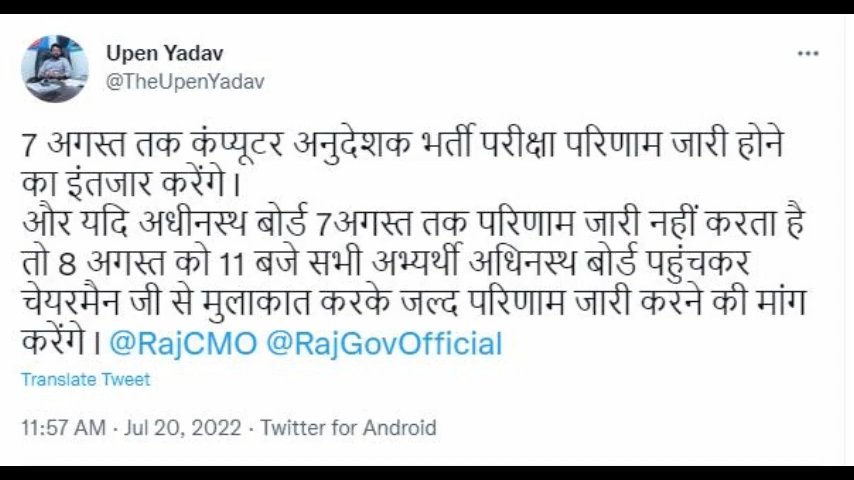 Upen Yadav
@TheUpenYadav
7 अगस्त तक कंप्यूटर अनुदेशक भर्ती परीक्षा परिणाम जारी होने
का इंतजार करेंगे।
और यदि अधीनस्थ बोर्ड 7अगस्त तक परिणाम जारी नहीं करता है
तो 8 अगस्त को 11 बजे सभी अभ्यर्थी अधिनस्थ बोर्ड पहुंचकर
चेयरमैन जी से मुलाकात करके जल्द परिणाम जारी करने की मांग
करेंगे। @RajCMO @RajGovOfficial
Translate Tweet
11:57 AM · Jul 20, 2022 · Twitter for Android